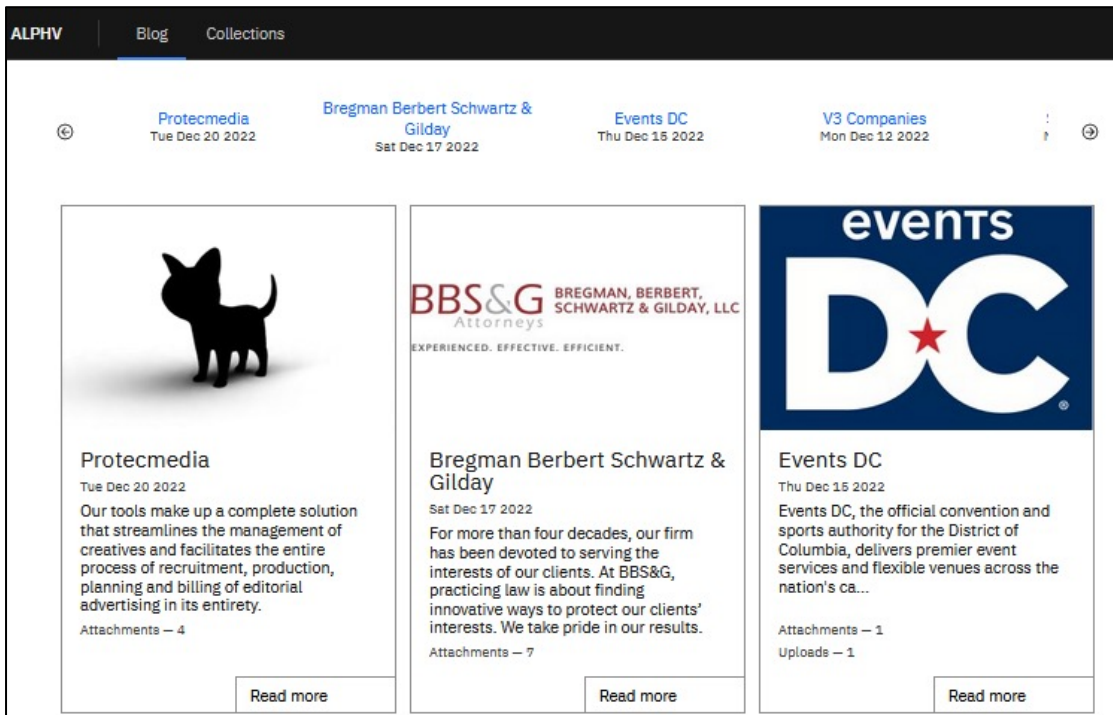 ALPHV Blog Collections
Protecmedia
Tue Dec 20 2022
Bregman Berbert Schwartz &
Gilday
Sat Dec 17 2022
Events DC
Thu Dec 15 2022
V3 Companies
Mon Dec 12 2022
BBS&G
Attorneys
BREGMAN, BERBERT,
SCHWARTZ & GILDAY, LLC
EXPERIENCED. EFFECTIVE. EFFICIENT.
events
DC
®
Protecmedia
Tue Dec 20 2022
Our tools make up a complete solution
that streamlines the management of
creatives and facilitates the entire
process of recruitment, production,
planning and billing of editorial
advertising in its entirety.
Attachments — 4
Read more
Bregman Berbert Schwartz &
Gilday
Sat Dec 17 2022
For more than four decades, our firm
has been devoted to serving the
interests of our clients. At BBS&G,
practicing law is about finding
innovative ways to protect our clients’
interests. We take pride in our results.
Attachments — 7
Read more
Events DC
Thu Dec 15 2022
Events DC, the official convention and
sports authority for the District of
Columbia, delivers premier event
services and flexible venues across the
nation's ca...
Attachments — 1
Uploads — 1
Read more